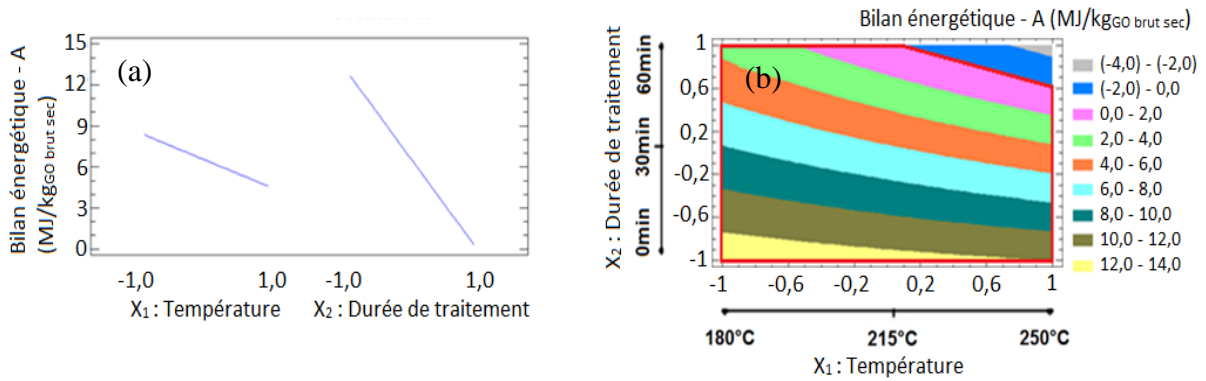 Bilan énergétique - A (MJ/kgGO brut sec)
(a)
Bilan énergétique - A
(MJ/kgGO brut sec)
15
12
9
6
3
0
-1,0
1,0
-1,0
1,0
X1 : Température
X2 : Durée de traitement
(b)
X2 : Durée de traitement
0min
30min
60min
1
0,6
0,2
-0,2
-0,6
-1
-1
-0,6
-0,2
0,2
0,6
1
180°C
215°C
250°C
X1 : Température
(-4,0) - (-2,0)
(-2,0) - 0,0
0,0 - 2,0
2,0 - 4,0
4,0 - 6,0
6,0 - 8,0
8,0 - 10,0
10,0 - 12,0
12,0 - 14,0